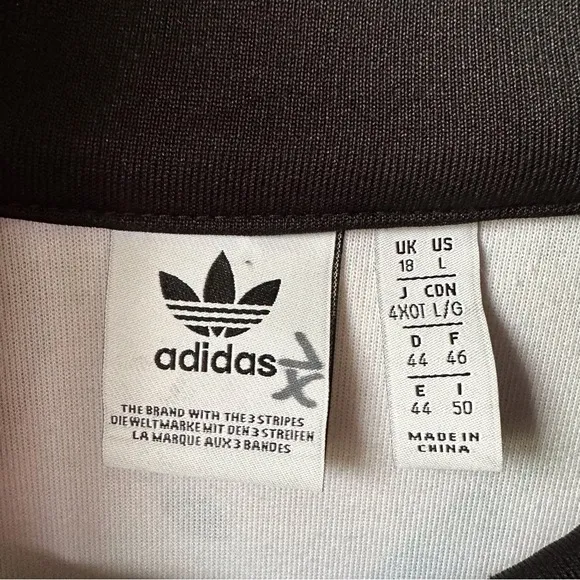 adidas
THE BRAND WITH THE 3 STRIPES
DIE WELTMARKE MIT DEN 3 STREIFEN
LA MARQUE AUX 3 BANDES
UK US
18 L
J CDN
4XOT L/G
D F
44 46
E I
44 50
MADE IN
CHINA